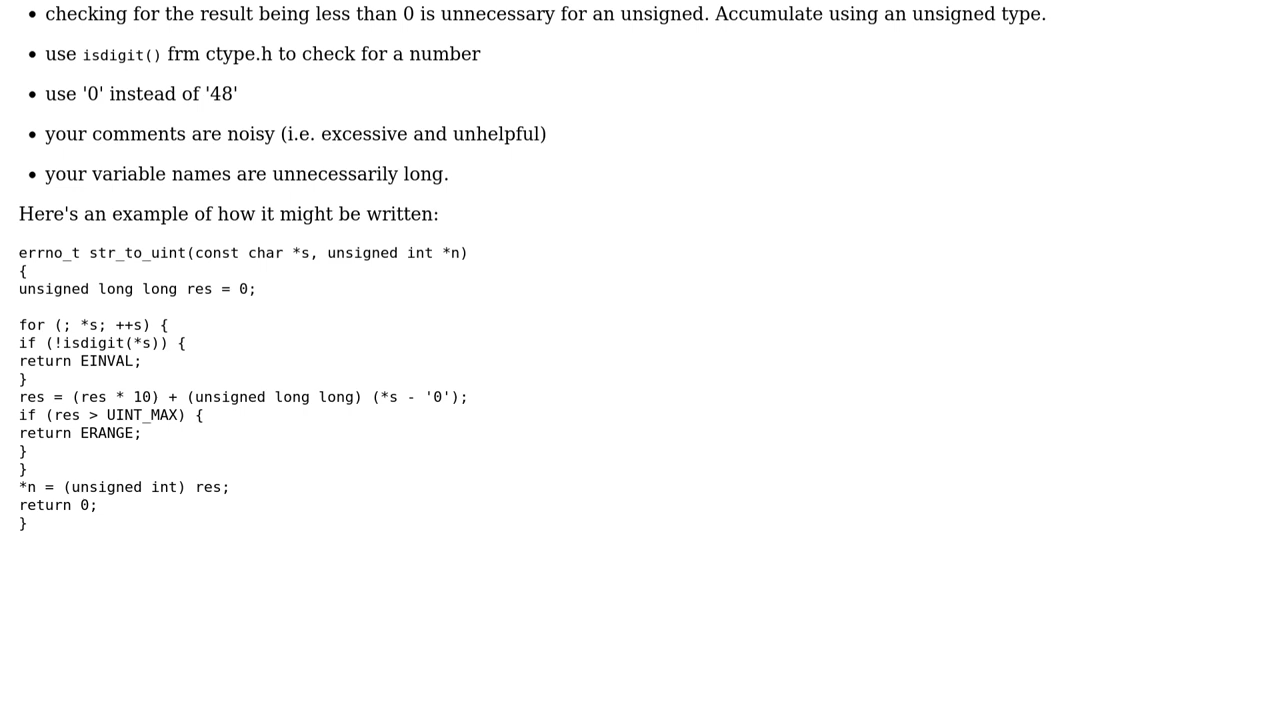 • checking for the result being less than 0 is unnecessary for an unsigned. Accumulate using an unsigned type.
• use isdigit() frm ctype.h to check for a number
• use '0' instead of '48'
• your comments are noisy (i.e. excessive and unhelpful)
• your variable names are unnecessarily long.
Here's an example of how it might be written:
errno_t str_to_uint(const char *s, unsigned int *n)
{
unsigned long long res = 0;
for (; *s; ++s) {
if (!isdigit(*s)) {
return EINVAL;
}
res = (res * 10) + (unsigned long long) (*s - '0');
if (res > UINT_MAX) {
return ERANGE;
}
}
*n = (unsigned int) res;
return 0;
}